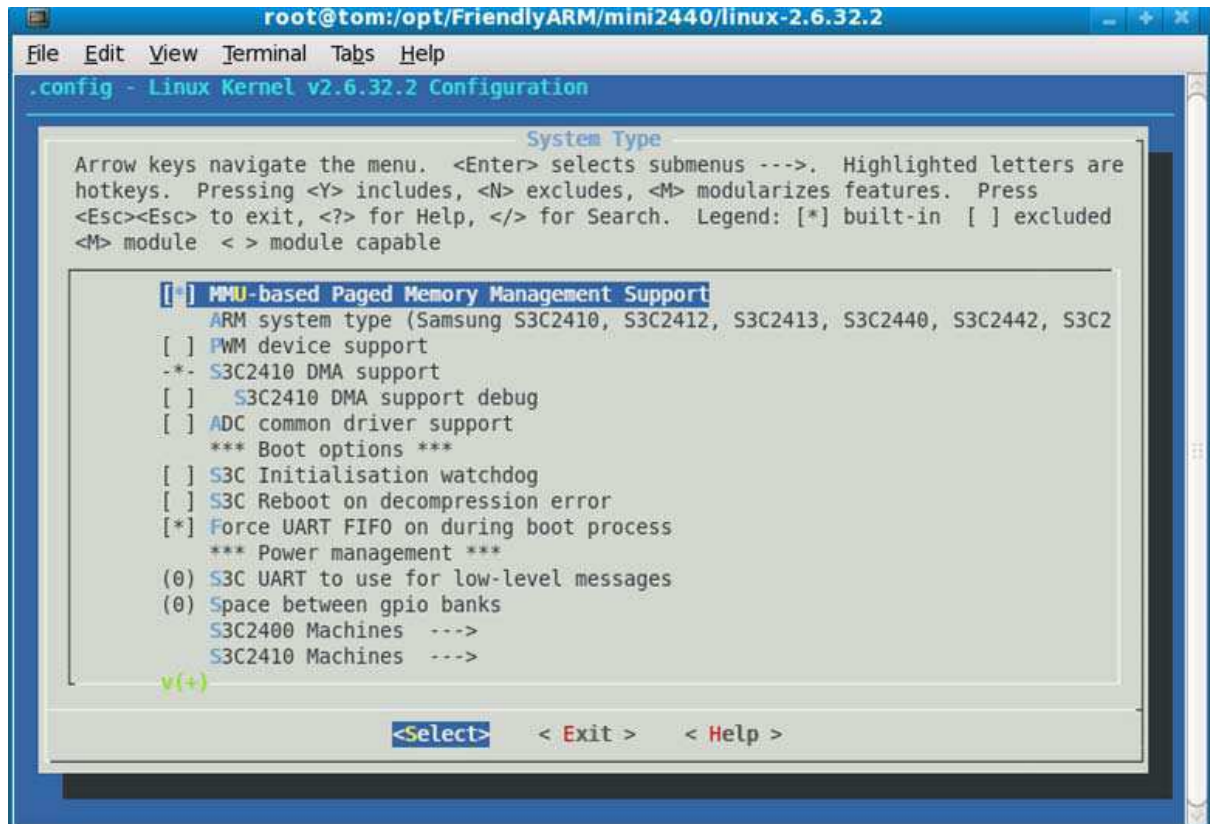 root@tom:/opt/FriendlyARM/mini2440/linux-2.6.32.2
File Edit View Terminal Tabs Help
.config - Linux Kernel v2.6.32.2 Configuration
System Type
Arrow keys navigate the menu. <Enter> selects submenus --->. Highlighted letters are
hotkeys. Pressing <Y> includes, <N> excludes, <M> modularizes features. Press
<Esc><Esc> to exit, <?> for Help, </> for Search. Legend: [*] built-in [ ] excluded
<M> module < > module capable
[*] MMU-based Paged Memory Management Support
ARM system type (Samsung S3C2410, S3C2412, S3C2413, S3C2440, S3C2442, S3C2
[ ] PWM device support
-*- S3C2410 DMA support
[ ] S3C2410 DMA support debug
[ ] ADC common driver support
*** Boot options ***
[ ] S3C Initialisation watchdog
[ ] S3C Reboot on decompression error
[*] Force UART FIFO on during boot process
*** Power management ***
(0) S3C UART to use for low-level messages
(0) Space between gpio banks
S3C2400 Machines --->
S3C2410 Machines --->
v(+)
<Select> < Exit > < Help >